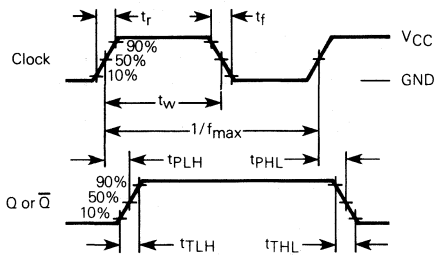 tr
tf
90%
VCC
Clock
50%
10%
GND
tw
1/fmax
tPLH
tPHL
90%
Q or Q̅
50%
10%
tTLH
tTHL